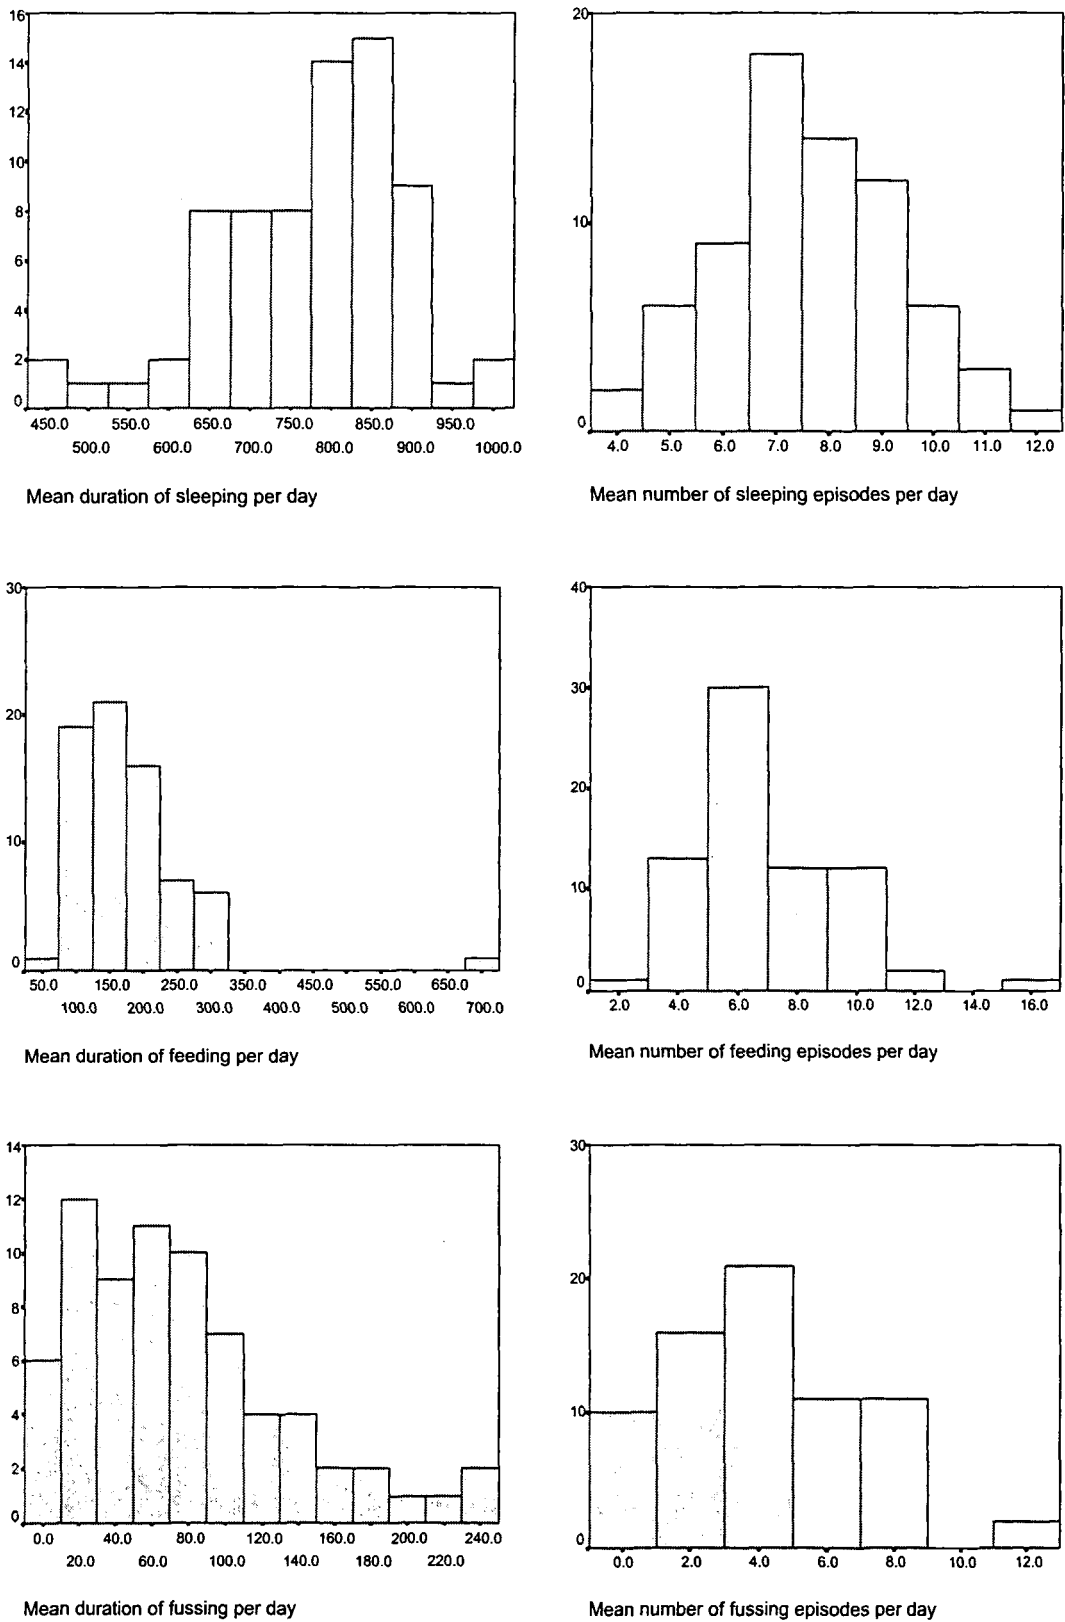 16
14
12
10
8
6
4
2
0
450.0 550.0 650.0 750.0 850.0 950.0
500.0 600.0 700.0 800.0 900.0 1000.0
Mean duration of sleeping per day
20
10
0
4.0 5.0 6.0 7.0 8.0 9.0 10.0 11.0 12.0
Mean number of sleeping episodes per day
30
20
10
0
50.0 150.0 250.0 350.0 450.0 550.0 650.0
100.0 200.0 300.0 400.0 500.0 600.0 700.0
Mean duration of feeding per day
40
30
20
10
0
2.0 4.0 6.0 8.0 10.0 12.0 14.0 16.0
Mean number of feeding episodes per day
14
12
10
8
6
4
2
0
0.0 40.0 80.0 120.0 160.0 200.0 240.0
20.0 60.0 100.0 140.0 180.0 220.0
Mean duration of fussing per day
30
20
10
0
0.0 2.0 4.0 6.0 8.0 10.0 12.0
Mean number of fussing episodes per day